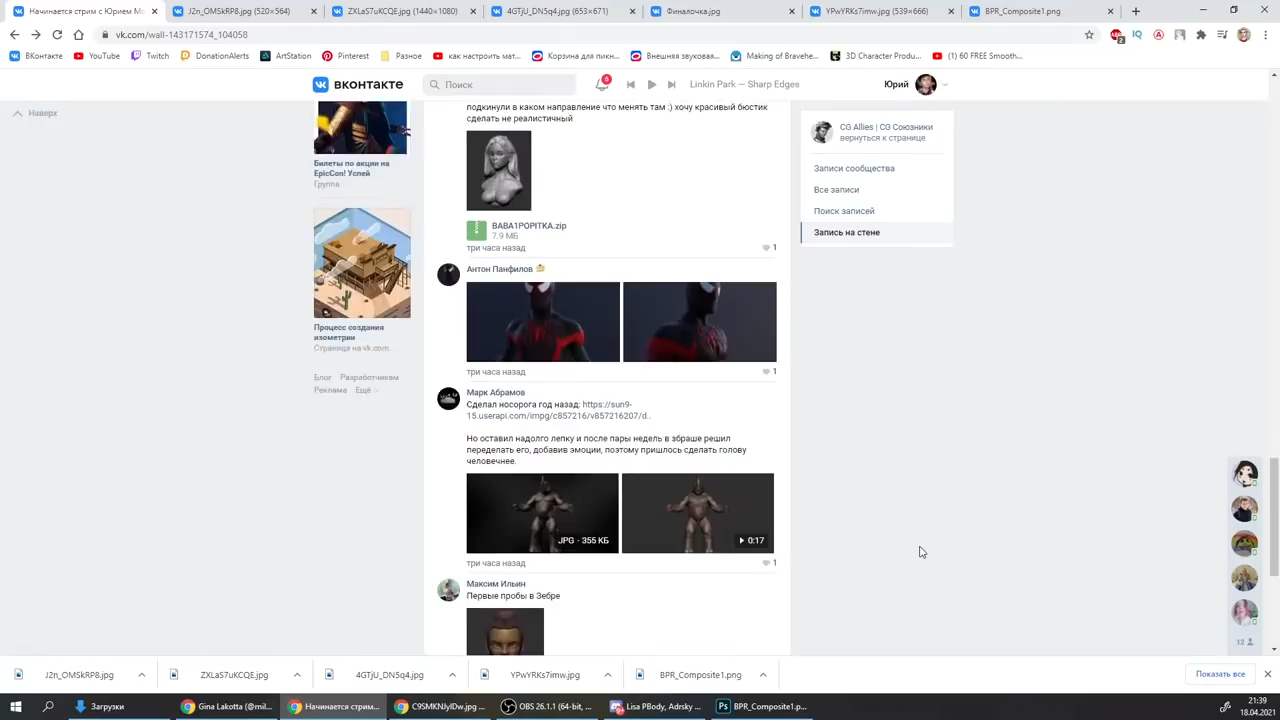 Начинается стрим с Юрием Мо
J2n_OMSkRP8.jpg (520×564)
ZXLaS7uKCQE.jpg (1440×1080)
4GTjU_DN5q4.jpg (653×671)
Финалочка.jpg
YPwYRKs7imw.jpg (539×666)
BPR_Composite1.png
vk.com/wall-143171574_104058
ВКонтакте
YouTube
Twitch
DonationAlerts
ArtStation
Pinterest
Разное
как настроить мат...
Корзина для пикн...
Внешняя звуковая...
Making of Bravehe...
3D Character Produ...
(1) 60 FREE Smooth...
вконтакте
Поиск
6
Linkin Park — Sharp Edges
Юрий
Наверх
Билеты по акции на
EpicCon! Успей
Группа
Процесс создания
изометрии
Страница на vk.com
Блог Разработчикам
Реклама Ещё
подкинули в каком направление что менять там :) хочу красивый бюстик
сделать не реалистичный
BABA1POPITKA.zip
7.9 МБ
три часа назад
1
Антон Панфилов
три часа назад
1
Марк Абрамов
Сделал носорога год назад: https://sun9-
15.userapi.com/impg/c857216/v857216207/d..
Но оставил надолго лепку и после пары недель в збраше решил
переделать его, добавив эмоции, поэтому пришлось сделать голову
человечнее.
JPG · 355 КБ
0:17
три часа назад
1
Максим Ильин
Первые пробы в Зебре
CG Allies | CG Союзники
вернуться к странице
Записи сообщества
Все записи
Поиск записей
Запись на стене
12
J2n_OMSkRP8.jpg
ZXLaS7uKCQE.jpg
4GTjU_DN5q4.jpg
YPwYRKs7imw.jpg
BPR_Composite1.png
Показать все
Загрузки
Gina Lakotta (@mil...
Начинается стрим...
C9SMKNJyIDw.jpg ...
OBS 26.1.1 (64-bit, ...
Lisa PBody, Adrsky ...
BPR_Composite1.p...
21:39
18.04.2021